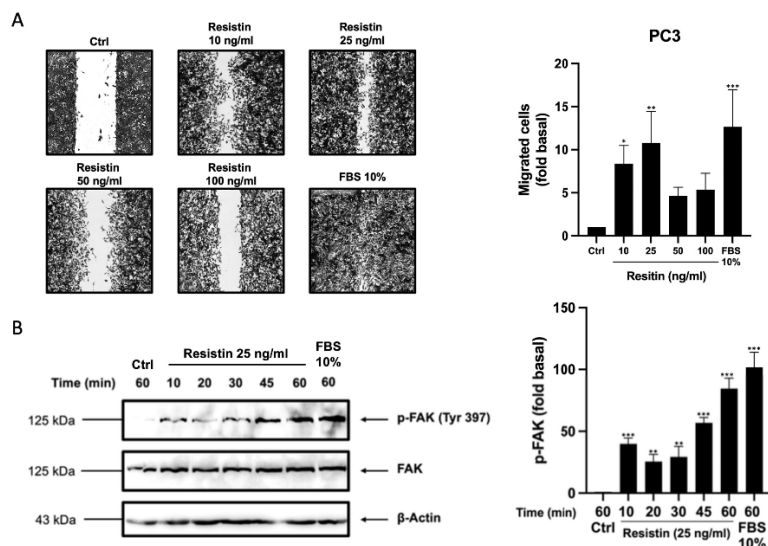 A
Ctrl
Resistin
10 ng/ml
Resistin
25 ng/ml
Resistin
50 ng/ml
Resistin
100 ng/ml
FBS 10%
PC3
Migrated cells
(fold basal)
20
15
10
5
0
* ** ***
Ctrl 10 25 50 100 FBS
10%
Resitin (ng/ml)
B
Ctrl Resistin 25 ng/ml FBS
10%
Time (min) 60 10 20 30 45 60 60
125 kDa p-FAK (Tyr 397)
125 kDa FAK
43 kDa β-Actin
p-FAK (fold basal)
150
100
50
0
*** ** ** *** *** ***
Time (min) 60 10 20 30 45 60 60
Ctrl Resistin (25 ng/ml) FBS
10%